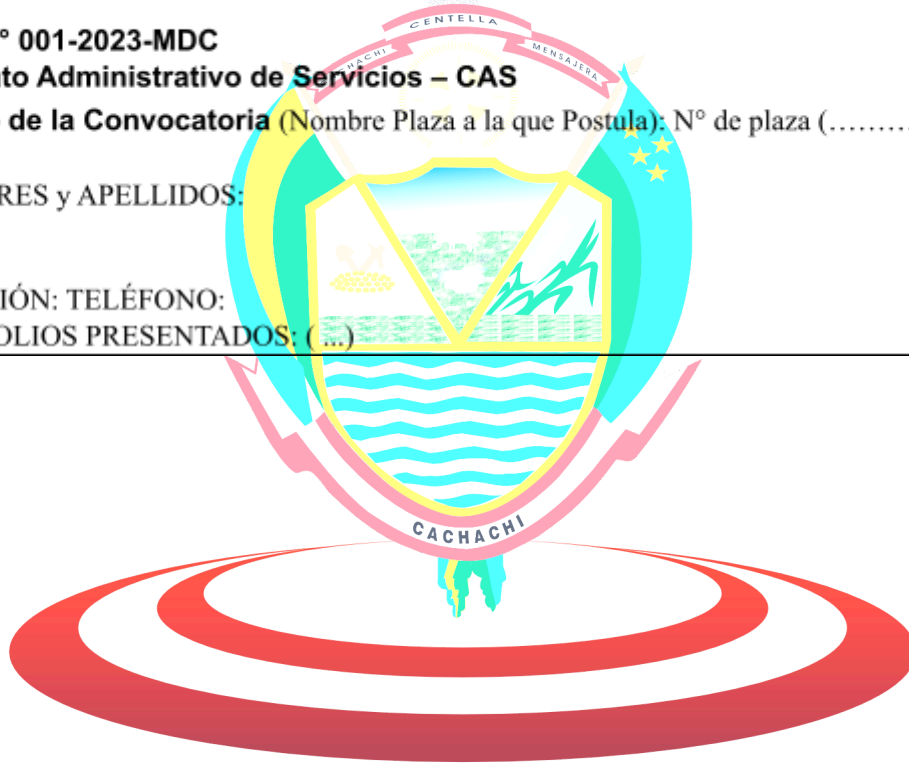 CENTELLA
CHACHI
MENSAJERA
° 001-2023-MDC
to Administrativo de Servicios – CAS
de la Convocatoria (Nombre Plaza a la que Postula): N° de plaza (.........
RES y APELLIDOS:
IÓN: TELÉFONO:
OLIOS PRESENTADOS: ( ...)
CACHACHI